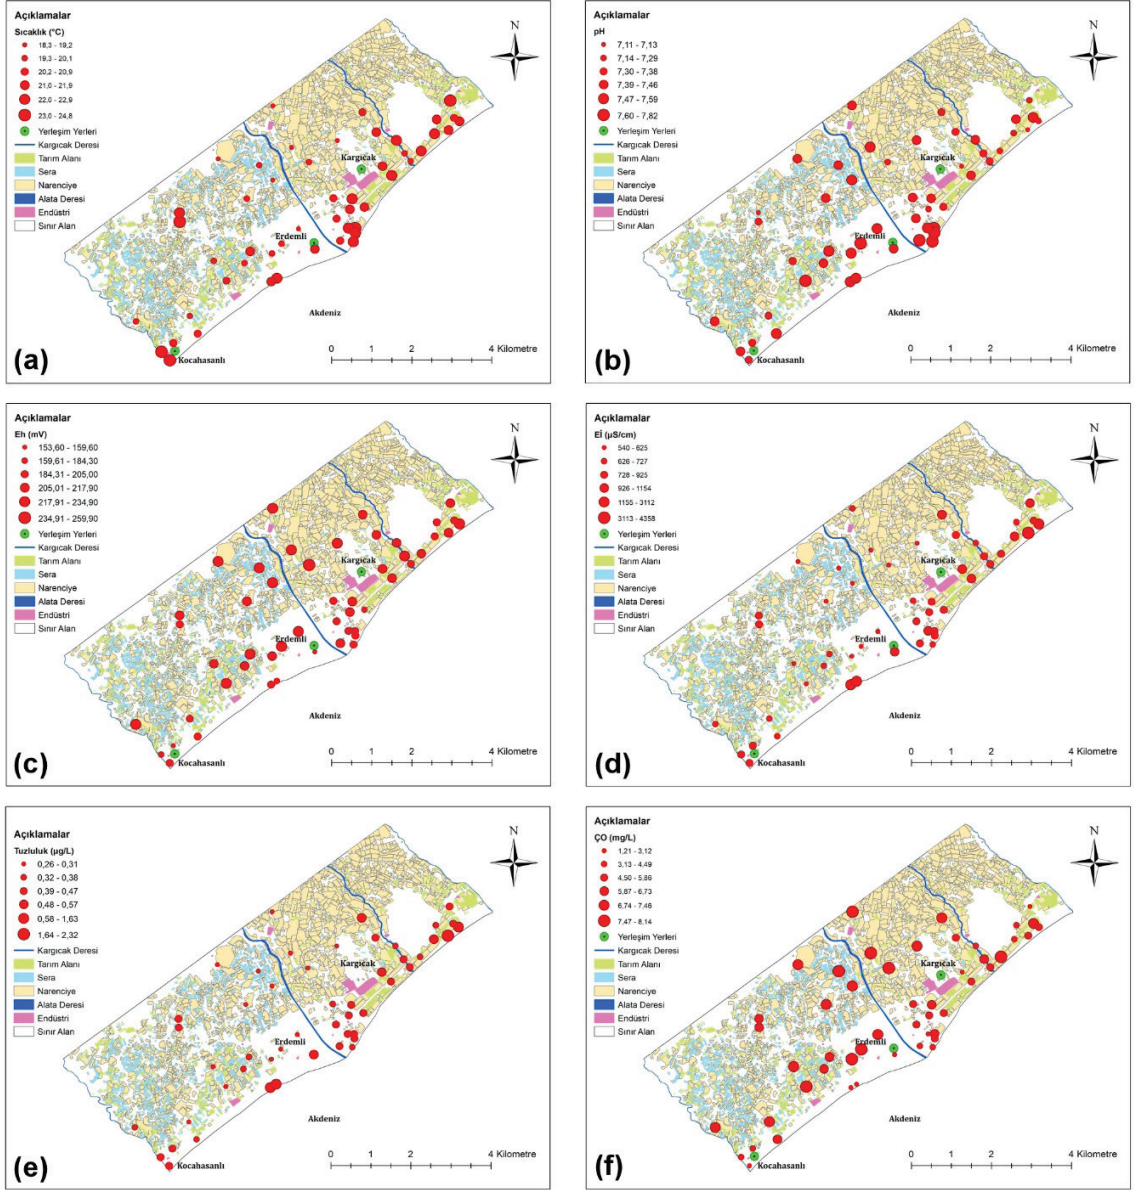 Açıklamalar
Sıcaklık (°C)
18,3 - 19,2
19.3 - 20,1
20,2 - 20,9
21,0 - 21,9
22,0 - 22,9
23,0 - 24,8
Yerleşim Yerleri
Kargıcak Deresi
Tarım Alanı
Sera
Narenciye
Alata Deresi
Endüstri
Sınır Alan
N
Kargıcak
Erdemli
Akdeniz
Kocahasanlı
0 1 2 4 Kilometre
(a)
Açıklamalar
pH
7,11 - 7,13
7,14 - 7,29
7,30 - 7,38
7,39 - 7,46
7,47 - 7,59
7,60 - 7,82
Yerleşim Yerleri
Kargıcak Deresi
Tarım Alanı
Sera
Narenciye
Alata Deresi
Endüstri
Sınır Alan
N
Kargıcak
Erdemli
Akdeniz
Kocahasanlı
0 1 2 4 Kilometre
(b)
Açıklamalar
Eh (mV)
153,60 - 159,60
159,61 - 184,30
184,31 - 205,00
205,01 - 217,90
217,91 - 234,90
234,91 - 259,90
Yerleşim Yerleri
Kargıcak Deresi
Tarım Alanı
Sera
Narenciye
Alata Deresi
Endüstri
Sınır Alan
N
Kargıcak
Erdemli
Akdeniz
Kocahasanlı
0 1 2 4 Kilometre
(c)
Açıklamalar
Eİ (µS/cm)
540 - 625
626 - 727
728 - 925
926 - 1154
1155 - 3112
3113 - 4358
Yerleşim Yerleri
Kargıcak Deresi
Tarım Alanı
Sera
Narenciye
Alata Deresi
Endüstri
Sınır Alan
N
Kargıcak
Erdemli
Akdeniz
Kocahasanlı
0 1 2 4 Kilometre
(d)
Açıklamalar
Tuzluluk (µg/L)
0,26 - 0,31
0,32 - 0,38
0,39 - 0,47
0,48 - 0,57
0,58 - 1,63
1,64 - 2,32
Kargıcak Deresi
Tarım Alanı
Sera
Narenciye
Alata Deresi
Endüstri
Sınır Alan
N
Kargıcak
Erdemli
Akdeniz
Kocahasanlı
0 1 2 4 Kilometre
(e)
Açıklamalar
ÇO (mg/L)
1,21 - 3,12
3,13 - 4,49
4,50 - 5,86
5,87 - 6,73
6,74 - 7,46
7,47 - 8,14
Yerleşim Yerleri
Kargıcak Deresi
Tarım Alanı
Sera
Narenciye
Alata Deresi
Endüstri
Sınır Alan
N
Kargıcak
Erdemli
Akdeniz
Kocahasanlı
0 1 2 4 Kilometre
(f)